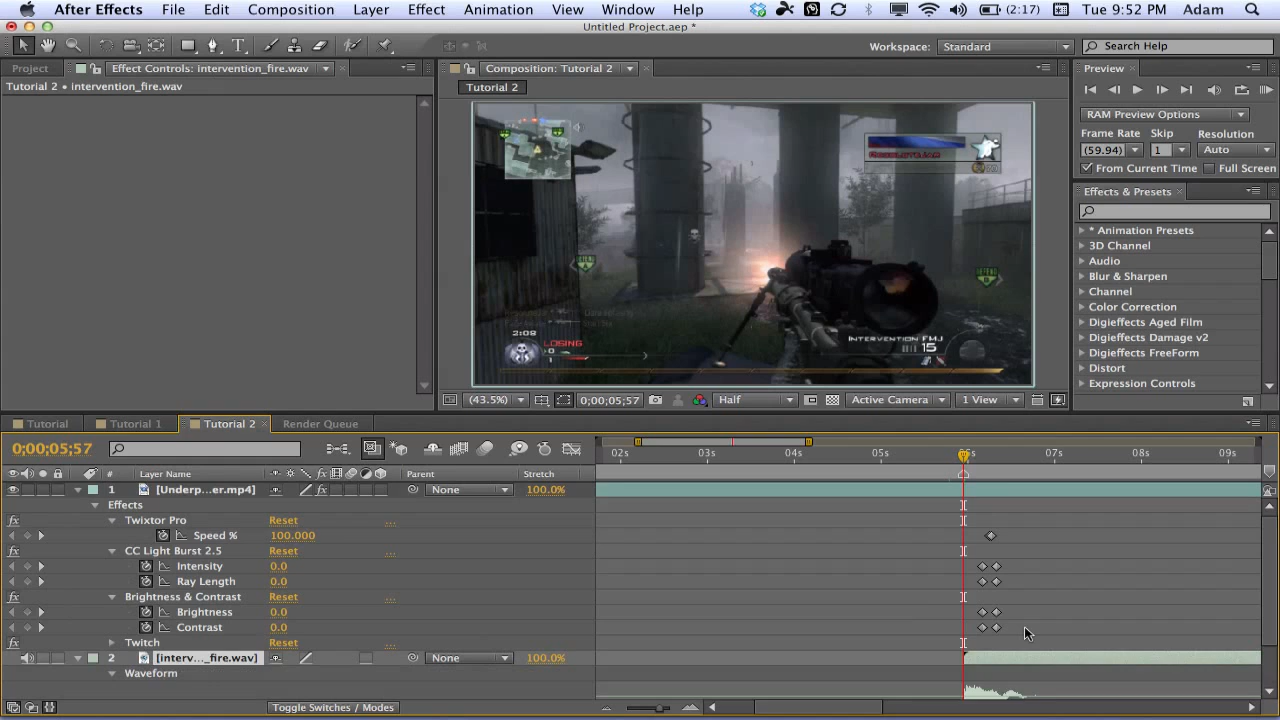 After Effects File Edit Composition Layer Effect Animation View Window Help (2:17) Tue 9:52 PM Adam
Untitled Project.aep *
Workspace: Standard Search Help
Project Effect Controls: intervention_fire.wav
Tutorial 2 • intervention_fire.wav
Composition: Tutorial 2
Tutorial 2
2:08
LOSING
0
1
INTERVENTION FMJ
15
(43.5%) 0;00;05;57 Half Active Camera 1 View
Preview
RAM Preview Options
Frame Rate Skip Resolution
(59.94) 1 Auto
From Current Time Full Screen
Effects & Presets
* Animation Presets
3D Channel
Audio
Blur & Sharpen
Channel
Color Correction
Digieffects Aged Film
Digieffects Damage v2
Digieffects FreeForm
Distort
Expression Controls
Tutorial Tutorial 1 Tutorial 2 Render Queue
0;00;05;57
# Layer Name Parent Stretch
02s 03s 04s 05s 06s 07s 08s 09s
1 [Underp...er.mp4] None 100.0%
Effects
Twixtor Pro Reset ...
Speed % 100.000
CC Light Burst 2.5 Reset ...
Intensity 0.0
Ray Length 0.0
Brightness & Contrast Reset ...
Brightness 0.0
Contrast 0.0
Twitch Reset ...
2 [interv..._fire.wav] None 100.0%
Waveform
Toggle Switches / Modes